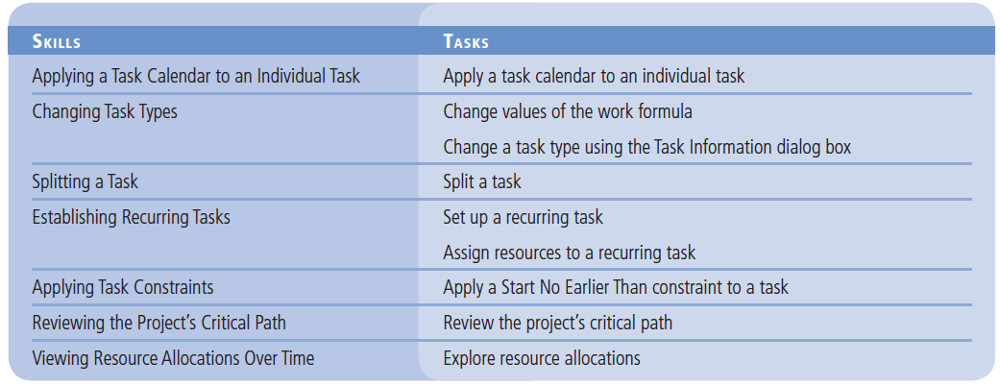 SKILLS TASKS
Applying a Task Calendar to an Individual Task Apply a task calendar to an individual task
Changing Task Types Change values of the work formula
Change a task type using the Task Information dialog box
Splitting a Task Split a task
Establishing Recurring Tasks Set up a recurring task
Assign resources to a recurring task
Applying Task Constraints Apply a Start No Earlier Than constraint to a task
Reviewing the Project’s Critical Path Review the project’s critical path
Viewing Resource Allocations Over Time Explore resource allocations